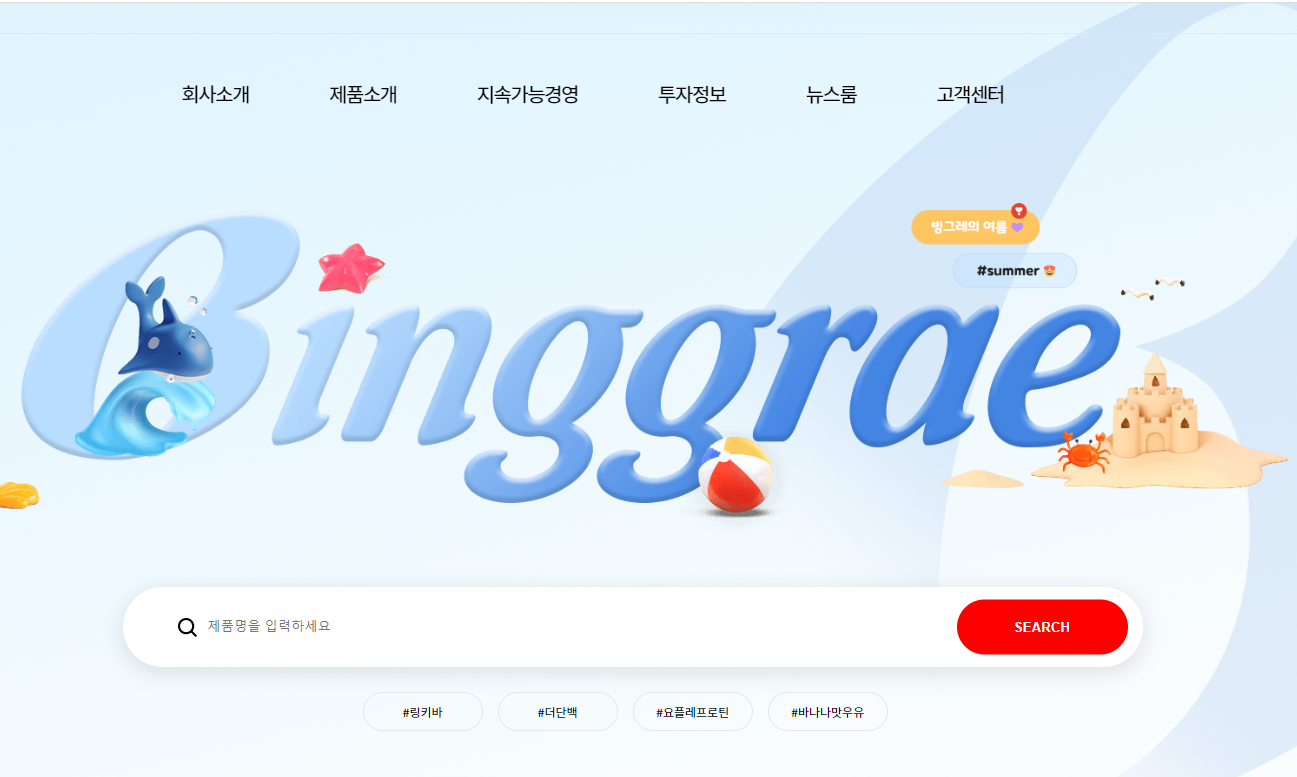 회사소개
제품소개
지속가능경영
투자정보
뉴스룸
고객센터
빙그레의 여름 💜
#summer 😍
Binggrae
제품명을 입력하세요
SEARCH
#링키바
#더단백
#요플레프로틴
#바나나맛우유